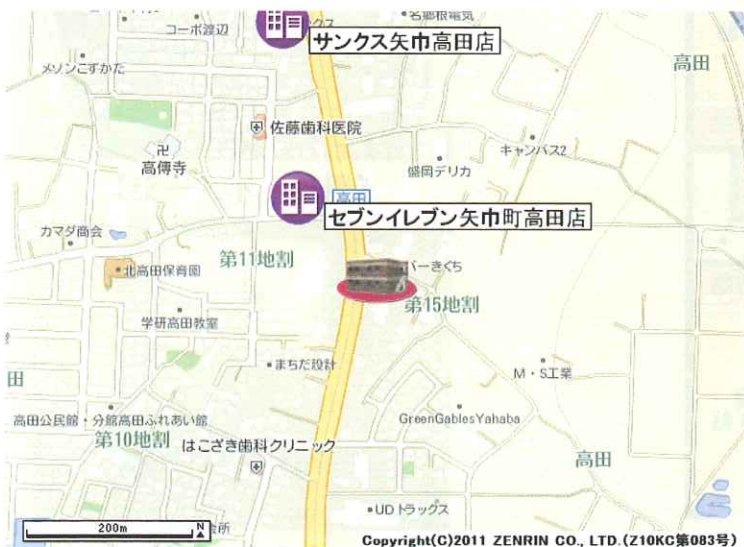 名郷根電気
コーポ渡辺
ックス
サンクス矢巾高田店
メゾンこずかた
高田
佐藤歯科医院
卍
高傳寺
キャンパス2
盛岡デリカ
高田
セブンイレブン矢巾町高田店
カマダ商会
第11地割
北高田保育園
バーきくち
第15地割
学研高田教室
まちだ設計
M・S工業
田
高田公民館・分館高田ふれあい館
GreenGablesYahaba
第10地割
はこざき歯科クリニック
高田
UDトラックス
200m
N
会所
Copyright(C)2011 ZENRIN CO., LTD.(Z10KC第083号)